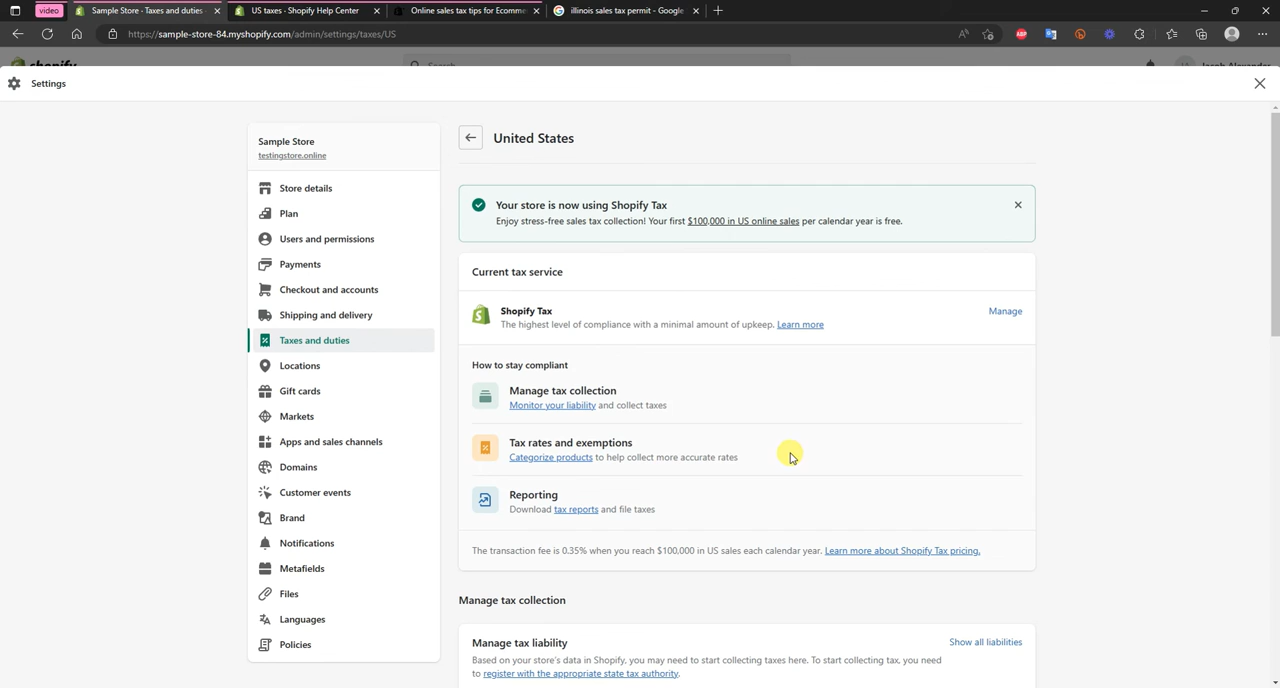 video
Sample Store · Taxes and duties ·
US taxes · Shopify Help Center
Online sales tax tips for Ecomm
illinois sales tax permit - Google
https://sample-store-84.myshopify.com/admin/settings/taxes/US
shopify
Search
Jacob Alexander
Settings
Sample Store
testingstore.online
Store details
Plan
Users and permissions
Payments
Checkout and accounts
Shipping and delivery
Taxes and duties
Locations
Gift cards
Markets
Apps and sales channels
Domains
Customer events
Brand
Notifications
Metafields
Files
Languages
Policies
United States
Your store is now using Shopify Tax
Enjoy stress-free sales tax collection! Your first $100,000 in US online sales per calendar year is free.
Current tax service
Shopify Tax
Manage
The highest level of compliance with a minimal amount of upkeep. Learn more
How to stay compliant
Manage tax collection
Monitor your liability and collect taxes
Tax rates and exemptions
Categorize products to help collect more accurate rates
Reporting
Download tax reports and file taxes
The transaction fee is 0.35% when you reach $100,000 in US sales each calendar year. Learn more about Shopify Tax pricing.
Manage tax collection
Manage tax liability
Show all liabilities
Based on your store's data in Shopify, you may need to start collecting taxes here. To start collecting tax, you need
to register with the appropriate state tax authority.